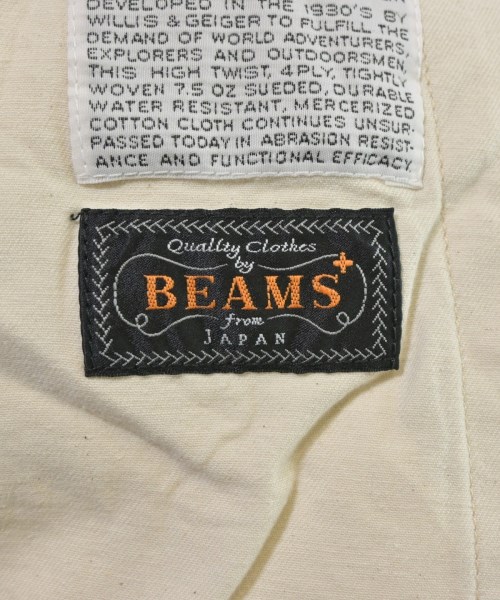 DEVELOPED IN THE 1930'S BY
WILLIS & GEIGER TO FULFILL THE
DEMAND OF WORLD ADVENTURERS,
EXPLORERS AND OUTDOORSMEN,
THIS HIGH TWIST, 4 PLY, TIGHTLY
WOVEN 7.5 OZ SUEDED, DURABLE
WATER RESISTANT, MERCERIZED
COTTON CLOTH CONTINUES UNSUR-
PASSED TODAY IN ABRASION RESIST-
ANCE AND FUNCTIONAL EFFICACY.
Quality Clothes
by
BEAMS+
from
JAPAN